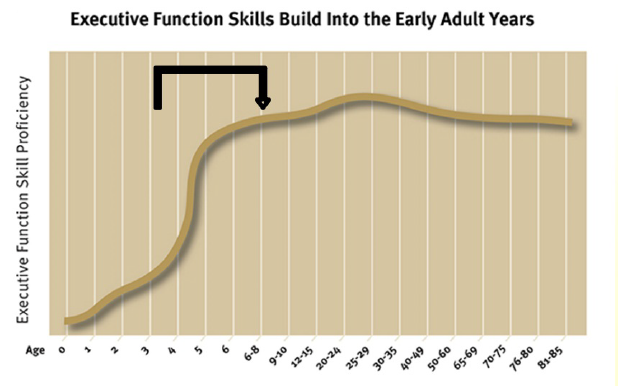 Executive Function Skills Build Into the Early Adult Years
Executive Function Skill Proficiency
Age 0 1 2 3 4 5 6 6-8 9-10 12-15 20-24 25-29 30-35 40-49 50-60 65-69 70-75 76-80 81-85